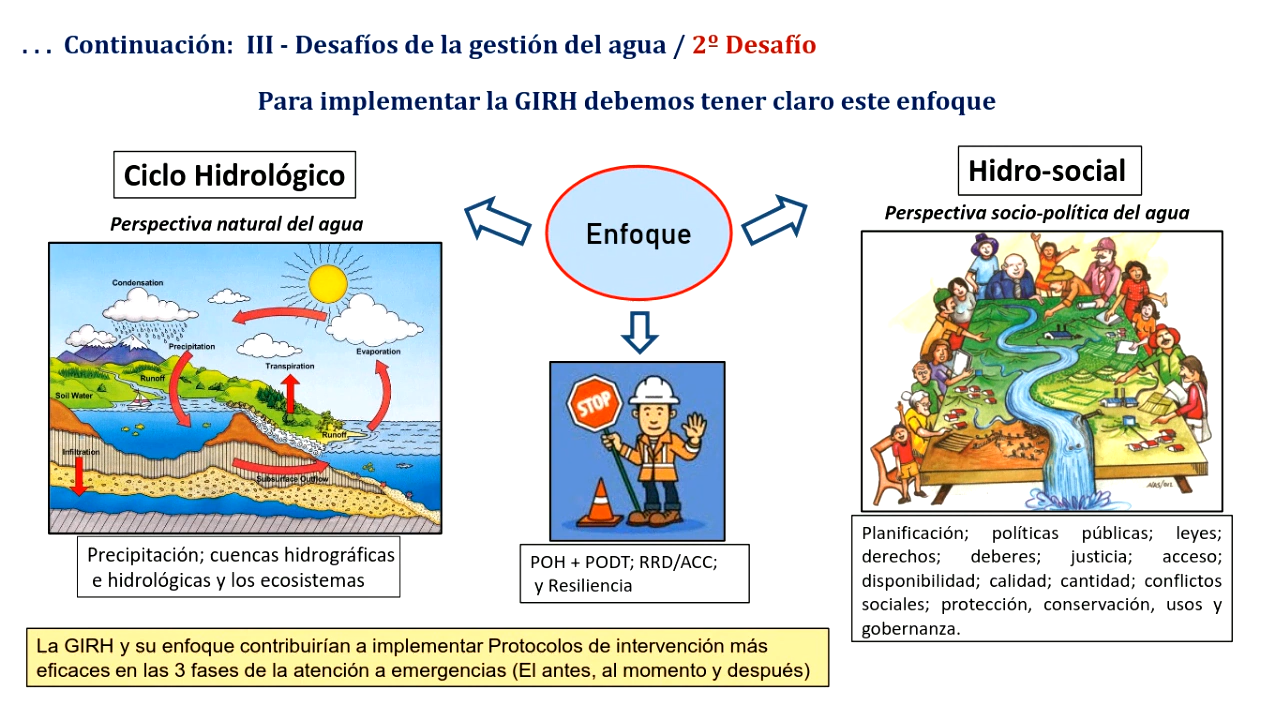 . . . Continuación: III - Desafíos de la gestión del agua / 2º Desafío
Para implementar la GIRH debemos tener claro este enfoque
Ciclo Hidrológico
Perspectiva natural del agua
Condensation
Precipitation
Evaporation
Transpiration
Runoff
Soil Water
Runoff
Infiltration
Subsurface Outflow
Precipitación; cuencas hidrográficas
e hidrológicas y los ecosistemas
Enfoque
STOP
POH + PODT; RRD/ACC;
y Resiliencia
Hidro-social
Perspectiva socio-política del agua
Planificación; políticas públicas; leyes;
derechos; deberes; justicia; acceso;
disponibilidad; calidad; cantidad; conflictos
sociales; protección, conservación, usos y
gobernanza.
La GIRH y su enfoque contribuirían a implementar Protocolos de intervención más
eficaces en las 3 fases de la atención a emergencias (El antes, al momento y después)